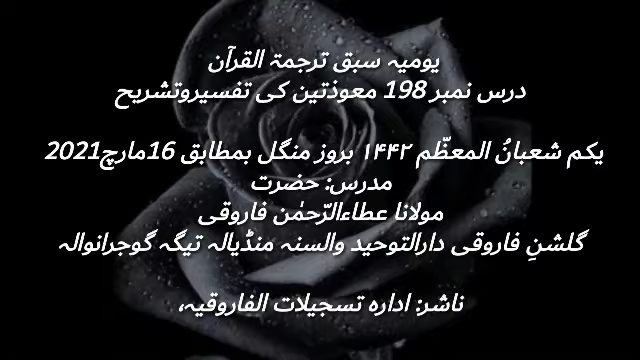 یومیہ سبق ترجمۃ القرآن
درس نمبر 198 معوذتین کی تفسیروتشریح
یکم شعبانُ المعظّم ۱۴۴۲ بروز منگل بمطابق 16مارچ2021
مدرس: حضرت
مولانا عطاءالرّحمٰن فاروقی
گلشنِ فاروقی دارالتوحید والسنہ منڈیالہ تیگہ گوجرانوالہ
ناشر: ادارہ تسجیلات الفاروقیہ،